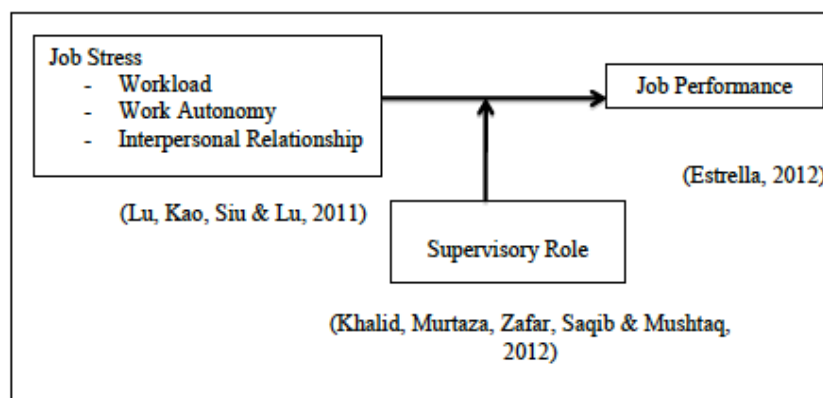 Job Stress
- Workload
- Work Autonomy
- Interpersonal Relationship
Job Performance
(Estrella, 2012)
(Lu, Kao, Siu & Lu, 2011)
Supervisory Role
(Khalid, Murtaza, Zafar, Saqib & Mushtaq,
2012)